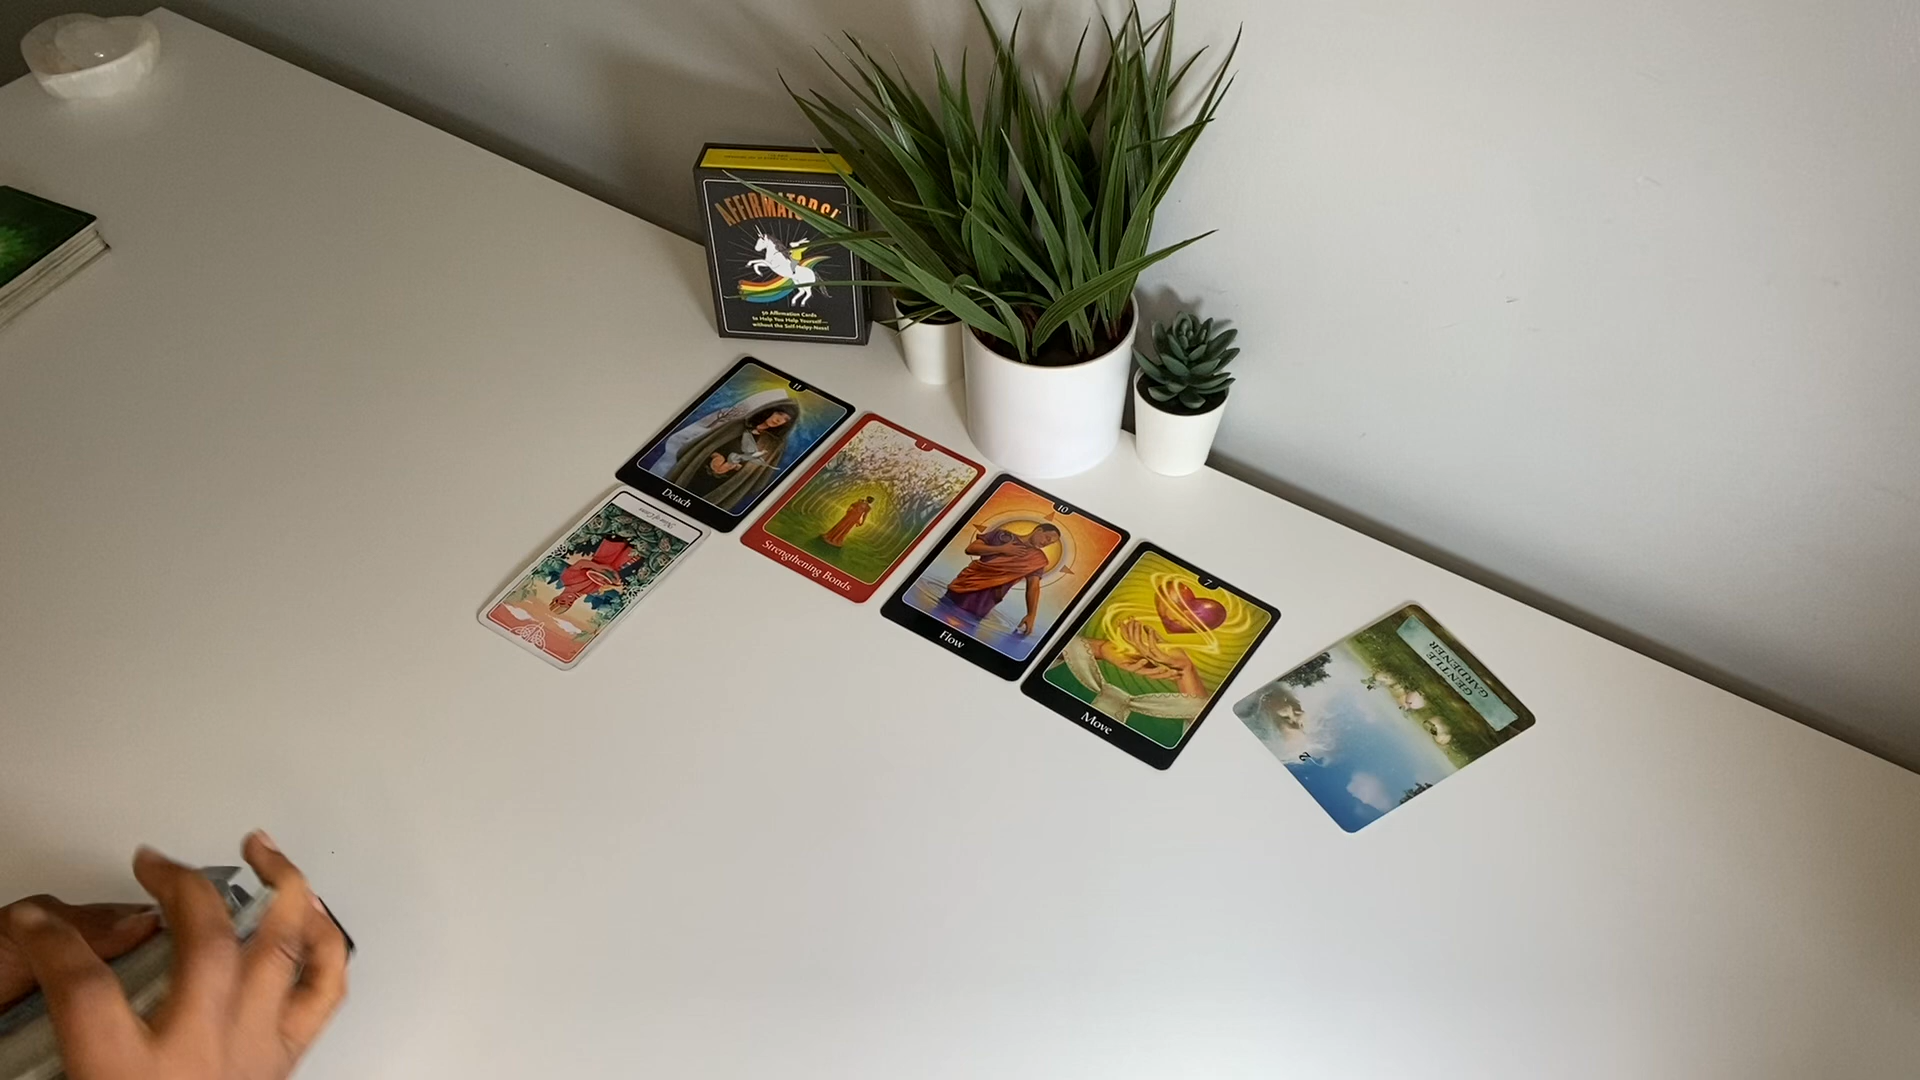 AFFIRMATORS!
50 Affirmation Cards
to Help You Help Yourself—
without the Self-Helpy-Ness!
11
Detach
1
Strengthening Bonds
10
Flow
7
Move
GENTLE
GARDENER
2